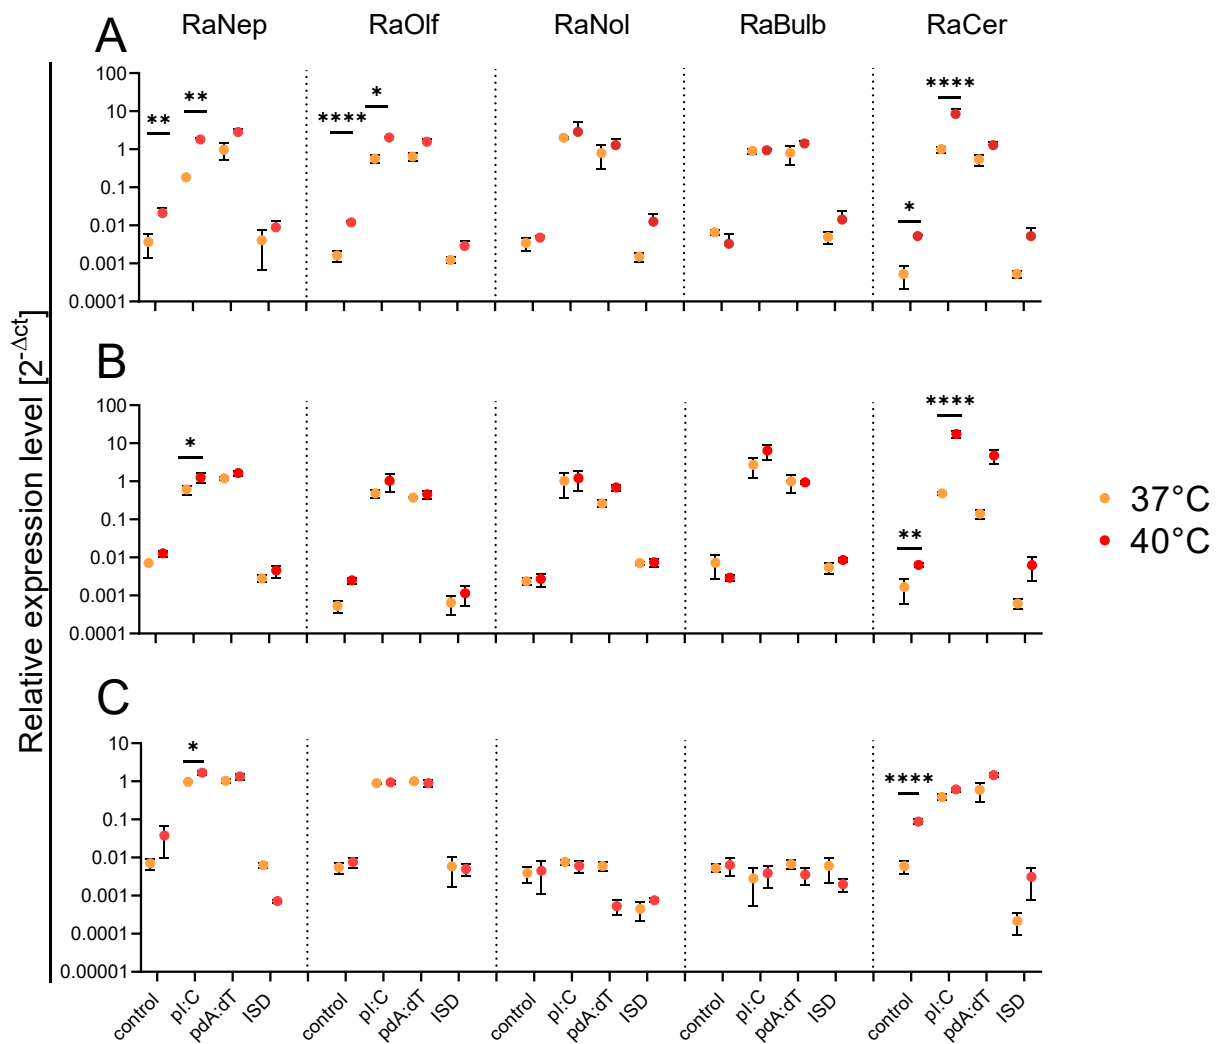 A
RaNep RaOlf RaNol RaBulb RaCer
Relative expression level [2^-Δct]
100
10
1
0.1
0.01
0.001
0.0001
** ** **** * * ****
B
100
10
1
0.1
0.01
0.001
0.0001
* ** ****
37°C
40°C
C
10
1
0.1
0.01
0.001
0.0001
0.00001
* ****
control pI:C pdA:dT ISD control pI:C pdA:dT ISD control pI:C pdA:dT ISD control pI:C pdA:dT ISD control pI:C pdA:dT ISD